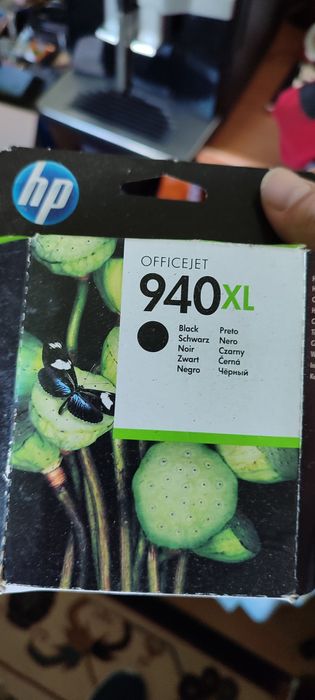 hp
OFFICEJET
940XL
Black Preto
Schwarz Nero
Noir Czarny
Zwart Černá
Negro Чёрный